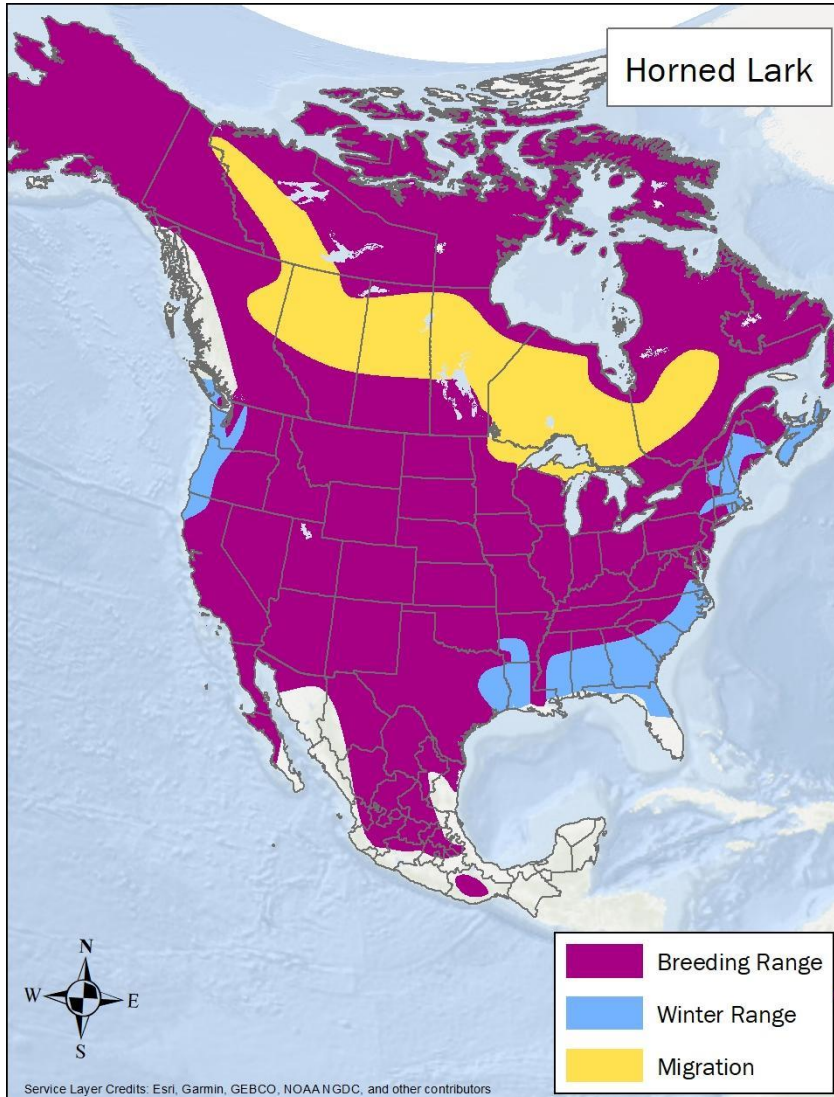 Horned Lark
N
W
E
S
Breeding Range
Winter Range
Migration
Service Layer Credits: Esri, Garmin, GEBCO, NOAA NGDC, and other contributors